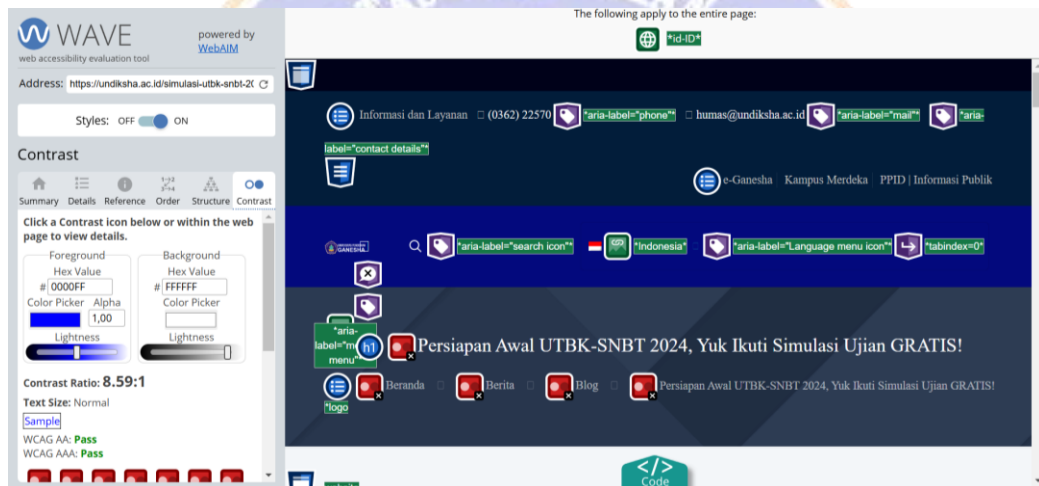 The following apply to the entire page:
*id-ID*
WAVE
powered by
WebAIM
web accessibility evaluation tool
Address: https://undiksha.ac.id/simulasi-utbk-snbt-2(
Styles: OFF ON
Contrast
Summary Details Reference Order Structure Contrast
Click a Contrast icon below or within the web
page to view details.
Foreground Background
Hex Value Hex Value
# 0000FF # FFFFFF
Color Picker Alpha Color Picker
1,00
Lightness Lightness
Contrast Ratio: 8.59:1
Text Size: Normal
Sample
WCAG AA: Pass
WCAG AAA: Pass
Informasi dan Layanan (0362) 22570 *aria-label="phone"* humas@undiksha.ac.id *aria-label="mail"* *aria-
label="contact details"*
e-Ganesha Kampus Merdeka PPID | Informasi Publik
GANESHA *aria-label="search icon"* *Indonesia* *aria-label="Language menu icon"* *tabindex=0*
*aria-
label="m
menu"*
h1 Persiapan Awal UTBK-SNBT 2024, Yuk Ikuti Simulasi Ujian GRATIS!
Beranda Berita Blog Persiapan Awal UTBK-SNBT 2024, Yuk Ikuti Simulasi Ujian GRATIS!
*logo
</>
Code